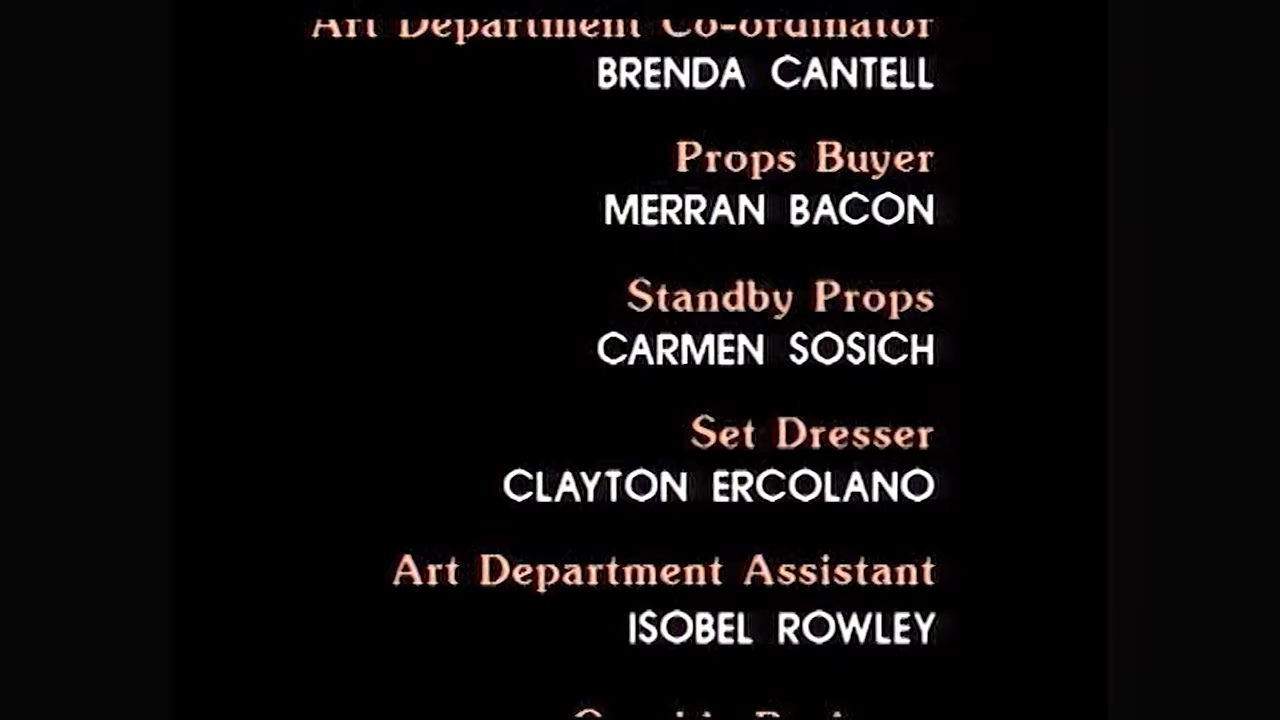 Art Department Co-ordinator
BRENDA CANTELL
Props Buyer
MERRAN BACON
Standby Props
CARMEN SOSICH
Set Dresser
CLAYTON ERCOLANO
Art Department Assistant
ISOBEL ROWLEY